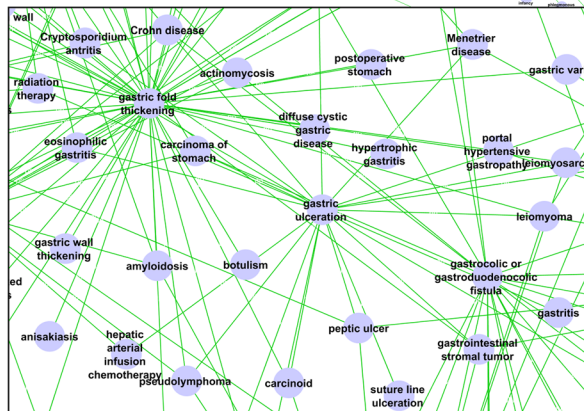 infancy
phlegmonous
wall
Cryptosporidium
antritis
Crohn disease
Menetrier
disease
postoperative
stomach
actinomycosis
gastric var
radiation
therapy
gastric fold
thickening
diffuse cystic
gastric
disease
eosinophilic
gastritis
carcinoma of
stomach
hypertrophic
gastritis
portal
hypertensive
gastropathy
leiomyosarc
gastric
ulceration
leiomyoma
gastric wall
thickening
amyloidosis
botulism
gastrocolic or
gastroduodenocolic
fistula
ed
s
gastritis
anisakiasis
hepatic
arterial
infusion
chemotherapy
peptic ulcer
gastrointestinal
stromal tumor
pseudolymphoma
carcinoid
suture line
ulceration